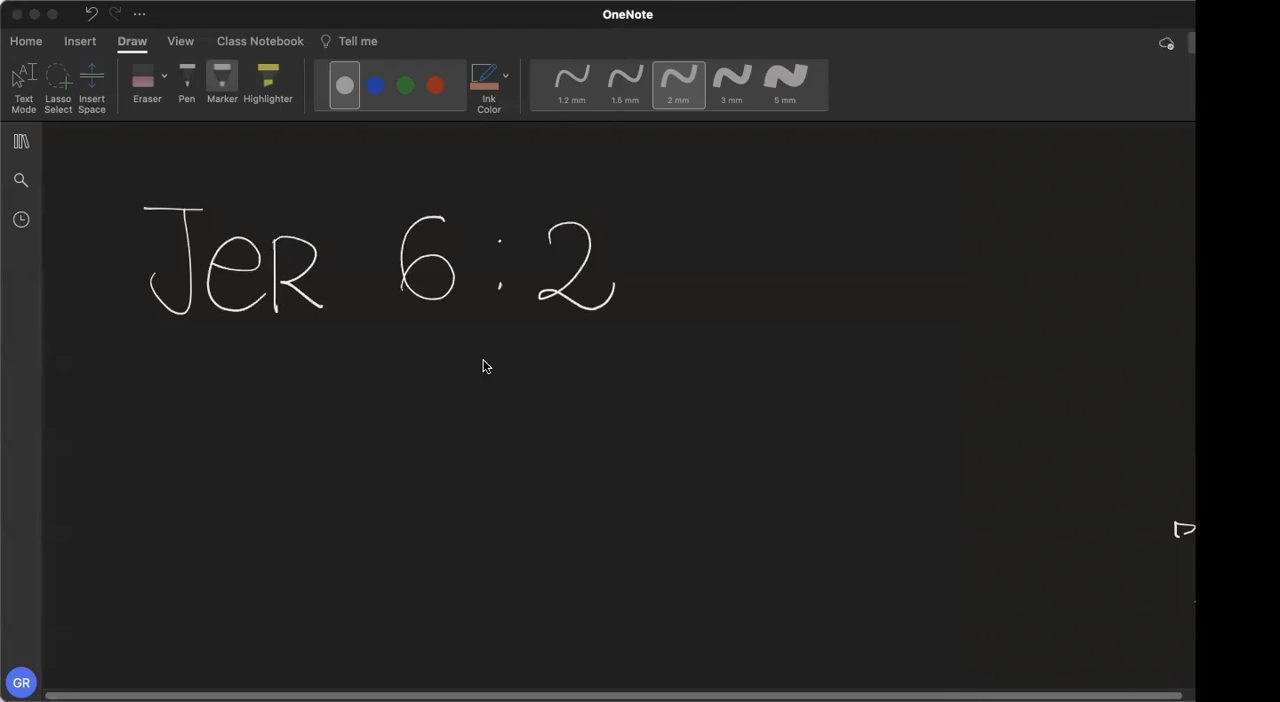 OneNote
Home Insert Draw View Class Notebook Tell me
Text Mode Lasso Select Insert Space Eraser Pen Marker Highlighter Ink Color 1.2 mm 1.5 mm 2 mm 3 mm 5 mm
Jer 6:2
GR